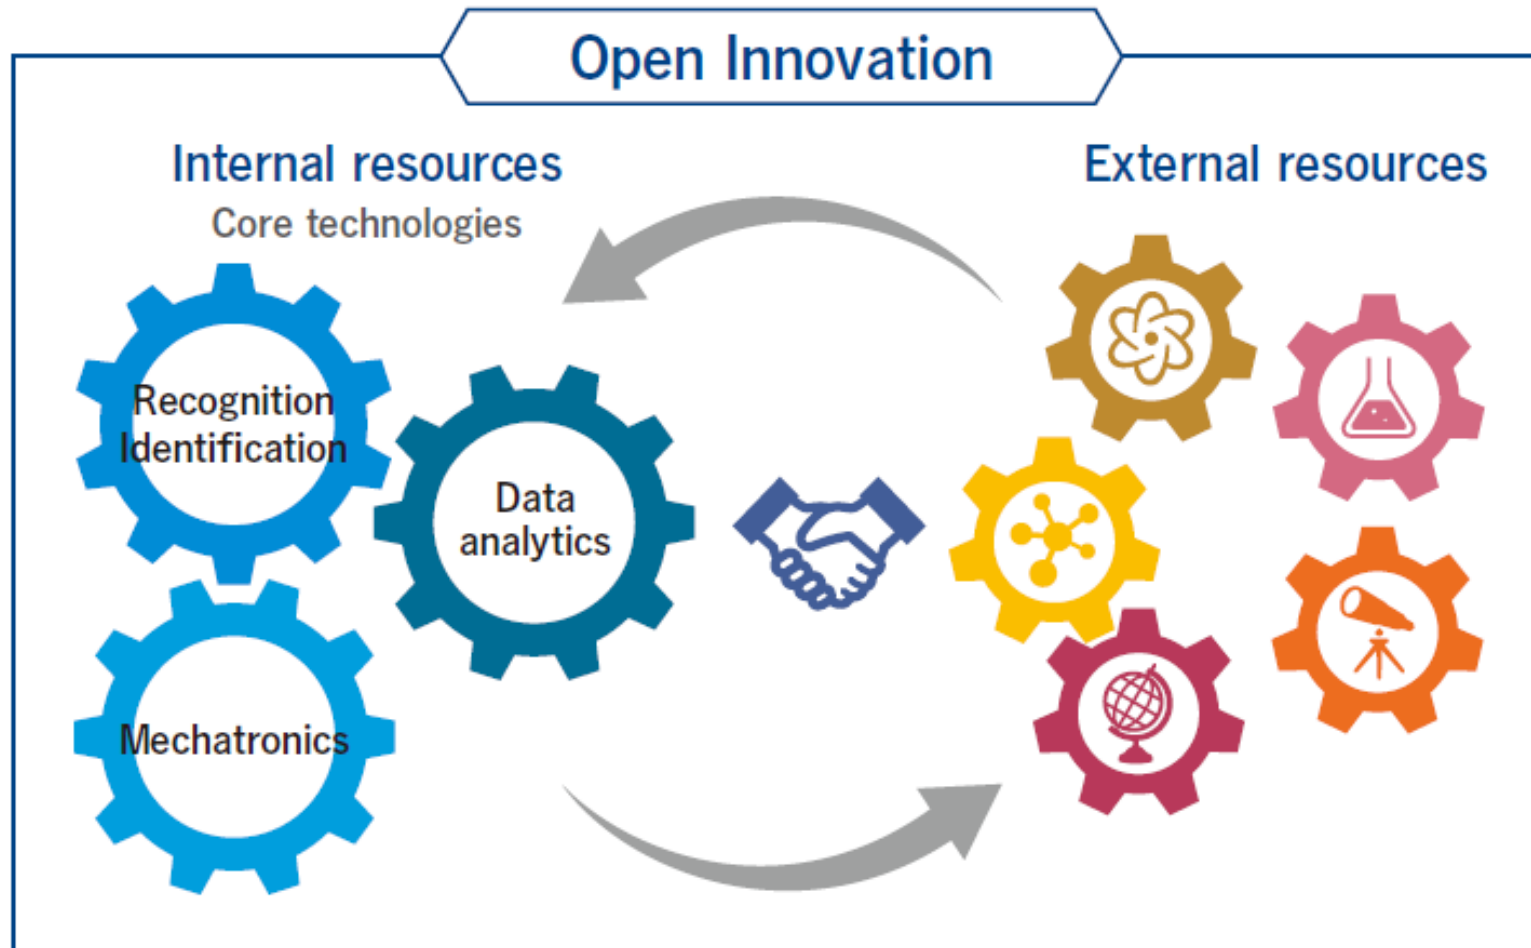 Open Innovation
Internal resources
Core technologies
External resources
Recognition
Identification
Data
analytics
Mechatronics